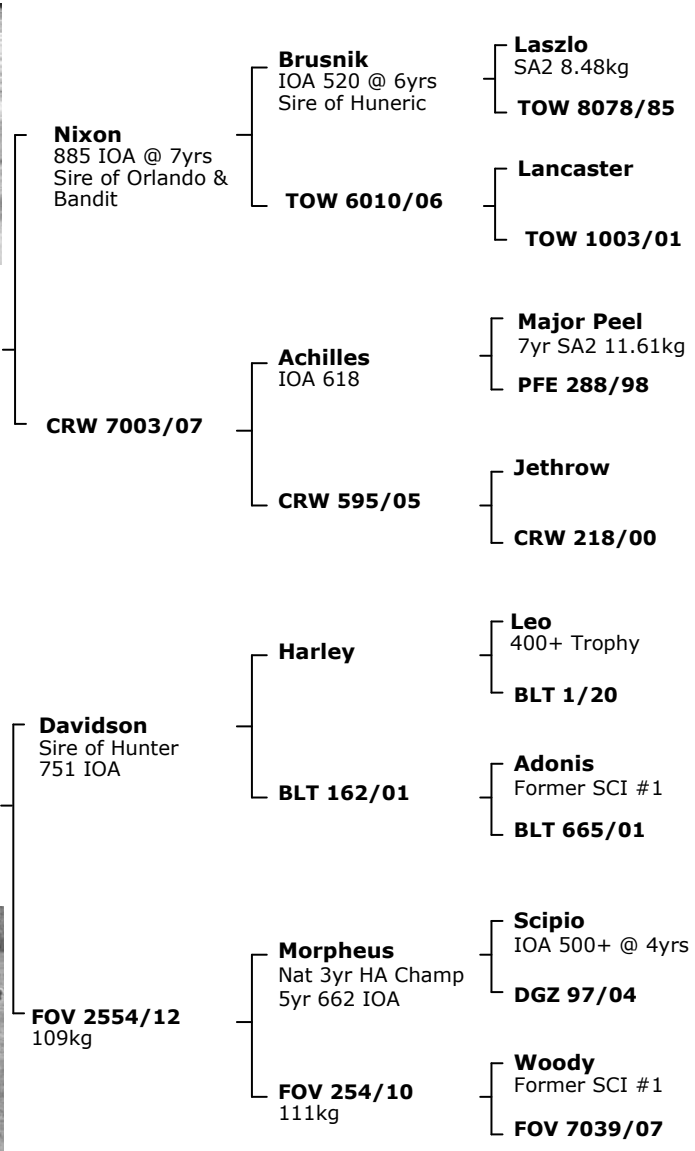 Nixon
885 IOA @ 7yrs
Sire of Orlando &
Bandit
Brusnik
IOA 520 @ 6yrs
Sire of Huneric
Laszlo
SA2 8.48kg
TOW 8078/85
TOW 6010/06
Lancaster
TOW 1003/01
CRW 7003/07
Achilles
IOA 618
Major Peel
7yr SA2 11.61kg
PFE 288/98
CRW 595/05
Jethrow
CRW 218/00
Davidson
Sire of Hunter
751 IOA
Harley
Leo
400+ Trophy
BLT 1/20
BLT 162/01
Adonis
Former SCI #1
BLT 665/01
FOV 2554/12
109kg
Morpheus
Nat 3yr HA Champ
5yr 662 IOA
Scipio
IOA 500+ @ 4yrs
DGZ 97/04
FOV 254/10
111kg
Woody
Former SCI #1
FOV 7039/07